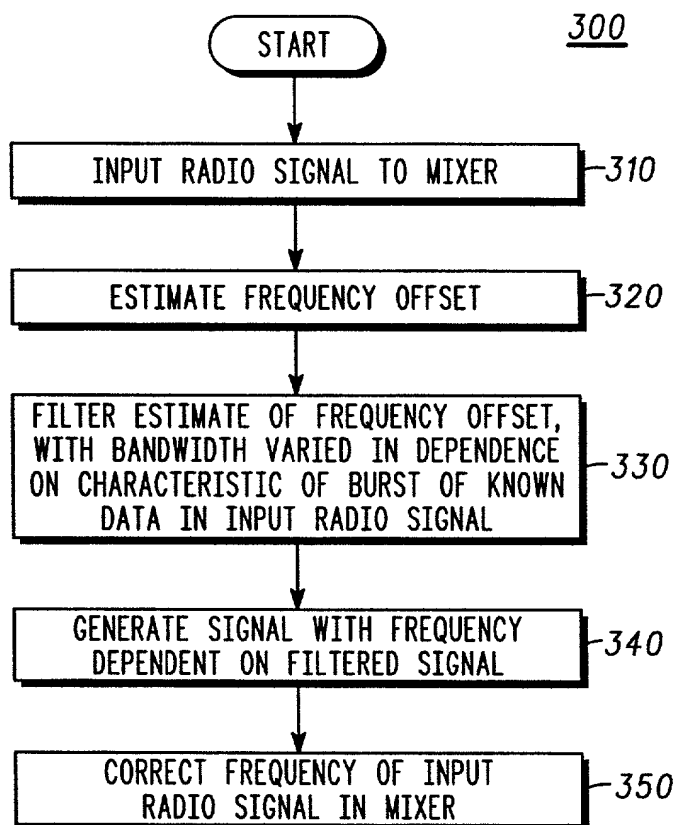 300
START
INPUT RADIO SIGNAL TO MIXER
310
ESTIMATE FREQUENCY OFFSET
320
FILTER ESTIMATE OF FREQUENCY OFFSET,
WITH BANDWIDTH VARIED IN DEPENDENCE
ON CHARACTERISTIC OF BURST OF KNOWN
DATA IN INPUT RADIO SIGNAL
330
GENERATE SIGNAL WITH FREQUENCY
DEPENDENT ON FILTERED SIGNAL
340
CORRECT FREQUENCY OF INPUT
RADIO SIGNAL IN MIXER
350